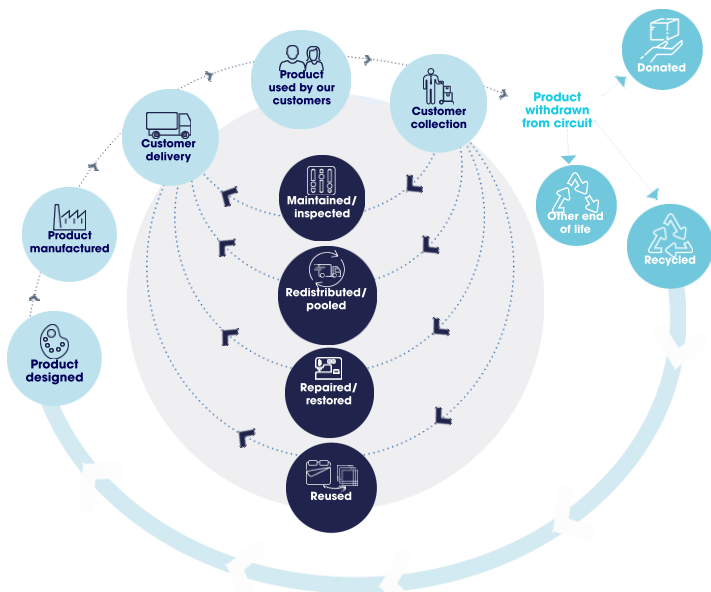 Donated
Product
used by our
customers
Customer
collection
Product
withdrawn
from circuit
Customer
delivery
Maintained/
inspected
Other end
of life
Product
manufactured
Recycled
Redistributed/
pooled
Product
designed
Repaired/
restored
Reused